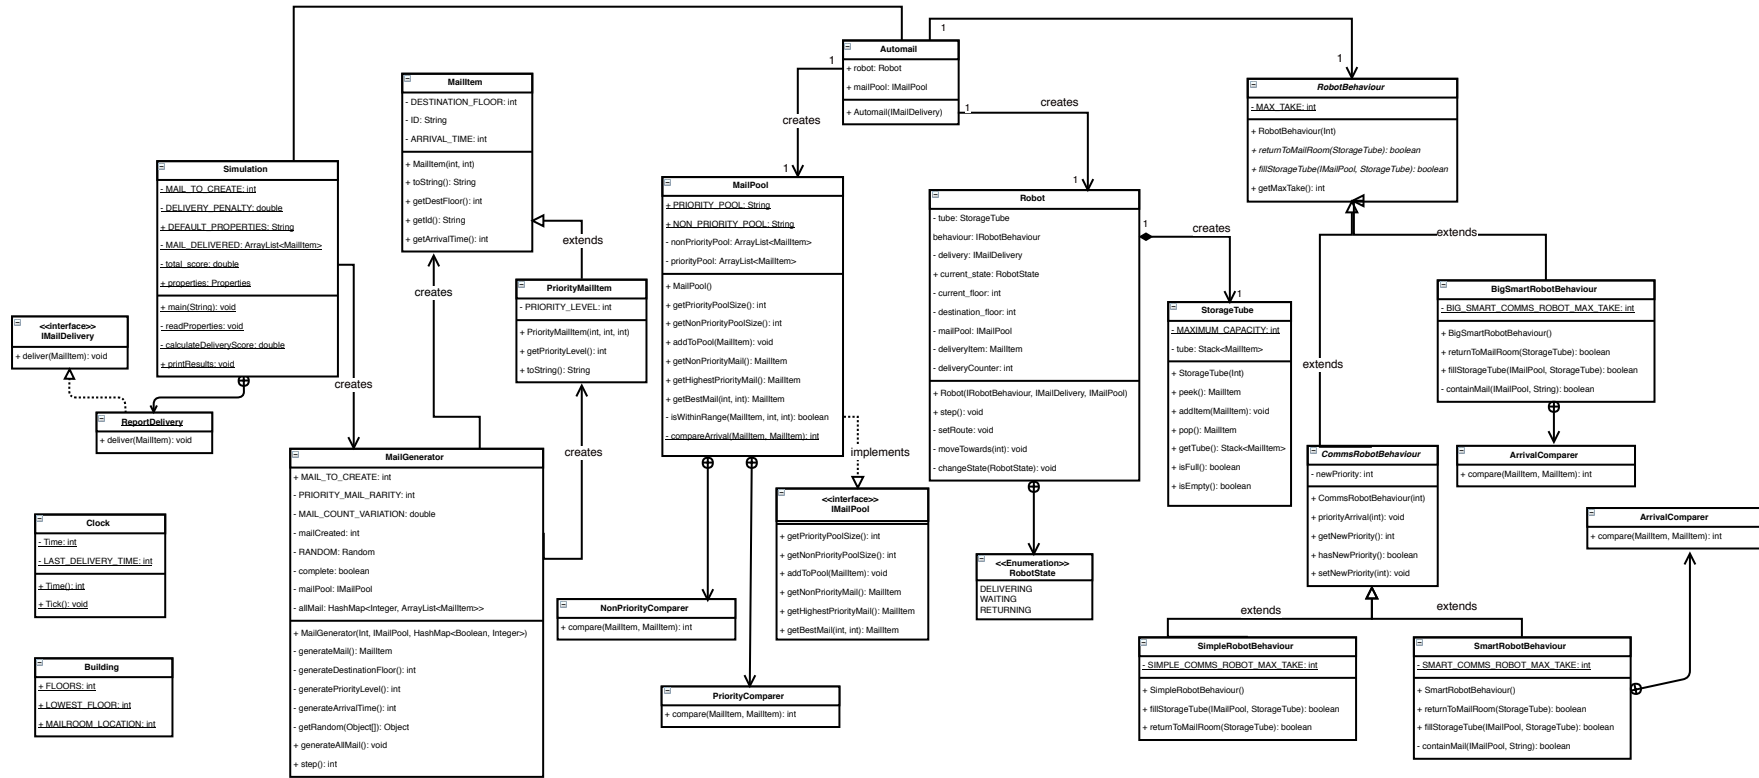 Automail
+ robot: Robot
+ mailPool: IMailPool
+ Automail(IMailDelivery)
1
1
1
1
1
1
creates
creates
MailItem
- DESTINATION_FLOOR: int
- ID: String
- ARRIVAL_TIME: int
+ MailItem(int, int)
+ toString(): String
+ getDestFloor(): int
+ getId(): String
+ getArrivalTime(): int
RobotBehaviour
- MAX_TAKE: int
+ RobotBehaviour(Int)
+ returnToMailRoom(StorageTube): boolean
+ fillStorageTube(IMailPool, StorageTube): boolean
+ getMaxTake(): int
Simulation
- MAIL_TO_CREATE: int
- DELIVERY_PENALTY: double
+ DEFAULT_PROPERTIES: String
- MAIL_DELIVERED: ArrayList<MailItem>
- total_score: double
+ properties: Properties
+ main(String): void
- readProperties: void
- calculateDeliveryScore: double
+ printResults: void
extends
creates
PriorityMailItem
- PRIORITY_LEVEL: int
+ PriorityMailItem(int, int, int)
+ getPriorityLevel(): int
+ toString(): String
MailPool
+ PRIORITY_POOL: String
+ NON_PRIORITY_POOL: String
- nonPriorityPool: ArrayList<MailItem>
- priorityPool: ArrayList<MailItem>
+ MailPool()
+ getPriorityPoolSize(): int
+ getNonPriorityPoolSize(): int
+ addToPool(MailItem): void
+ getNonPriorityMail(): MailItem
+ getHighestPriorityMail(): MailItem
+ getBestMail(int, int): MailItem
- isWithinRange(MailItem, int, int): boolean
- compareArrival(MailItem, MailItem): int
Robot
- tube: StorageTube
behaviour: IRobotBehaviour
- delivery: IMailDelivery
+ current_state: RobotState
- current_floor: int
- destination_floor: int
- mailPool: IMailPool
- deliveryItem: MailItem
- deliveryCounter: int
+ Robot(IRobotBehaviour, IMailDelivery, IMailPool)
+ step(): void
- setRoute: void
- moveTowards(int): void
- changeState(RobotState): void
1
creates
1
StorageTube
- MAXIMUM_CAPACITY: int
- tube: Stack<MailItem>
+ StorageTube(Int)
+ peek(): MailItem
+ addItem(MailItem): void
+ pop(): MailItem
+ getTube(): Stack<MailItem>
+ isFull(): boolean
+ isEmpty(): boolean
extends
extends
BigSmartRobotBehaviour
- BIG_SMART_COMMS_ROBOT_MAX_TAKE: int
+ BigSmartRobotBehaviour()
+ returnToMailRoom(StorageTube): boolean
+ fillStorageTube(IMailPool, StorageTube): boolean
- containMail(IMailPool, String): boolean
<<interface>>
IMailDelivery
+ deliver(MailItem): void
ReportDelivery
+ deliver(MailItem): void
creates
creates
implements
MailGenerator
+ MAIL_TO_CREATE: int
- PRIORITY_MAIL_RARITY: int
- MAIL_COUNT_VARIATION: double
- mailCreated: int
- RANDOM: Random
- complete: boolean
- mailPool: IMailPool
- allMail: HashMap<Integer, ArrayList<MailItem>>
+ MailGenerator(Int, IMailPool, HashMap<Boolean, Integer>)
- generateMail(): MailItem
- generateDestinationFloor(): int
- generatePriorityLevel(): int
- generateArrivalTime(): int
- getRandom(Object[]): Object
+ generateAllMail(): void
+ step(): int
CommsRobotBehaviour
- newPriority: int
+ CommsRobotBehaviour(int)
+ priorityArrival(int): void
+ getNewPriority(): int
+ hasNewPriority(): boolean
+ setNewPriority(int): void
ArrivalComparer
+ compare(MailItem, MailItem): int
ArrivalComparer
+ compare(MailItem, MailItem): int
<<interface>>
IMailPool
+ getPriorityPoolSize(): int
+ getNonPriorityPoolSize(): int
+ addToPool(MailItem): void
+ getNonPriorityMail(): MailItem
+ getHighestPriorityMail(): MailItem
+ getBestMail(int, int): MailItem
Clock
- Time: int
- LAST_DELIVERY_TIME: int
+ Time(): int
+ Tick(): void
<<Enumeration>>
RobotState
DELIVERING
WAITING
RETURNING
NonPriorityComparer
+ compare(MailItem, MailItem): int
extends
extends
Building
+ FLOORS: int
+ LOWEST_FLOOR: int
+ MAILROOM_LOCATION: int
PriorityComparer
+ compare(MailItem, MailItem): int
SimpleRobotBehaviour
- SIMPLE_COMMS_ROBOT_MAX_TAKE: int
+ SimpleRobotBehaviour()
+ fillStorageTube(IMailPool, StorageTube): boolean
+ returnToMailRoom(StorageTube): boolean
SmartRobotBehaviour
- SMART_COMMS_ROBOT_MAX_TAKE: int
+ SmartRobotBehaviour()
+ returnToMailRoom(StorageTube): boolean
+ fillStorageTube(IMailPool, StorageTube): boolean
- containMail(IMailPool, String): boolean